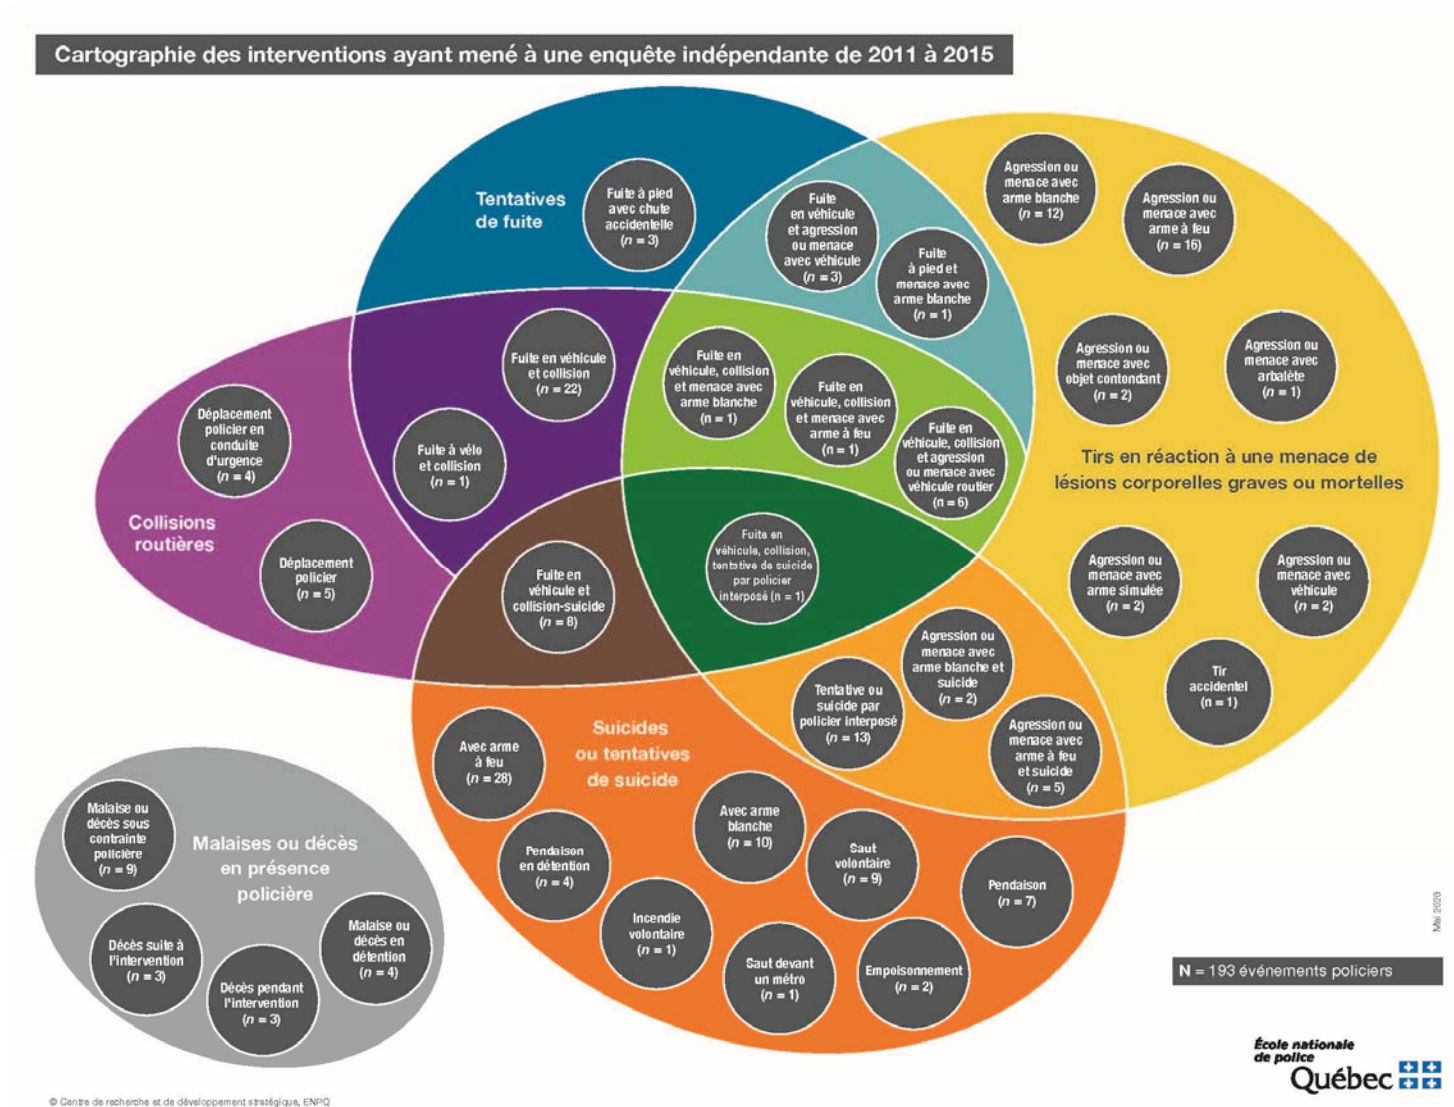 Cartographie des interventions ayant mené à une enquête indépendante de 2011 à 2015
Tentatives
de fuite
Fuite à pied
avec chute
accidentelle
(n = 3)
Fuite
en véhicule
et agression
ou menace
avec véhicule
(n = 3)
Fuite
à pied et
menace avec
arme blanche
(n = 1)
Agression ou
menace avec
arme blanche
(n = 12)
Agression ou
menace avec
arme à feu
(n = 16)
Agression ou
menace avec
objet contondant
(n = 2)
Agression ou
menace avec
arbalète
(n = 1)
Tirs en réaction à une menace de
lésions corporelles graves ou mortelles
Agression ou
menace avec
arme simulée
(n = 2)
Agression ou
menace avec
véhicule
(n = 2)
Tir
accidentel
(n = 1)
Fuite en véhicule
et collision
(n = 22)
Fuite à vélo
et collision
(n = 1)
Fuite en
véhicule, collision
et menace avec
arme blanche
(n = 1)
Fuite en
véhicule, collision
et menace avec
arme à feu
(n = 1)
Fuite en
véhicule, collision
et agression
ou menace avec
véhicule routier
(n = 6)
Déplacement
policier en
conduite
d'urgence
(n = 4)
Collisions
routières
Déplacement
policier
(n = 5)
Fuite en
véhicule et
collision-suicide
(n = 8)
Fuite en
véhicule, collision,
tentative de suicide
par policier
interposé (n = 1)
Agression ou
menace avec
arme blanche et
suicide
(n = 2)
Tentative ou
suicide par
policier interposé
(n = 13)
Agression ou
menace avec
arme à feu
et suicide
(n = 5)
Suicides
ou tentatives
de suicide
Avec arme
à feu
(n = 28)
Avec arme
blanche
(n = 10)
Saut
volontaire
(n = 9)
Pendaison
en détention
(n = 4)
Pendaison
(n = 7)
Incendie
volontaire
(n = 1)
Saut devant
un métro
(n = 1)
Empoisonnement
(n = 2)
Malaise ou
décès sous
contrainte
policière
(n = 9)
Malaises ou décès
en présence
policière
Malaise ou
décès en
détention
(n = 4)
Décès suite à
l'intervention
(n = 3)
Décès pendant
l'intervention
(n = 3)
Mai 2020
N = 193 événements policiers
École nationale
de police
Québec
© Centre de recherche et de développement stratégique, ENPQ